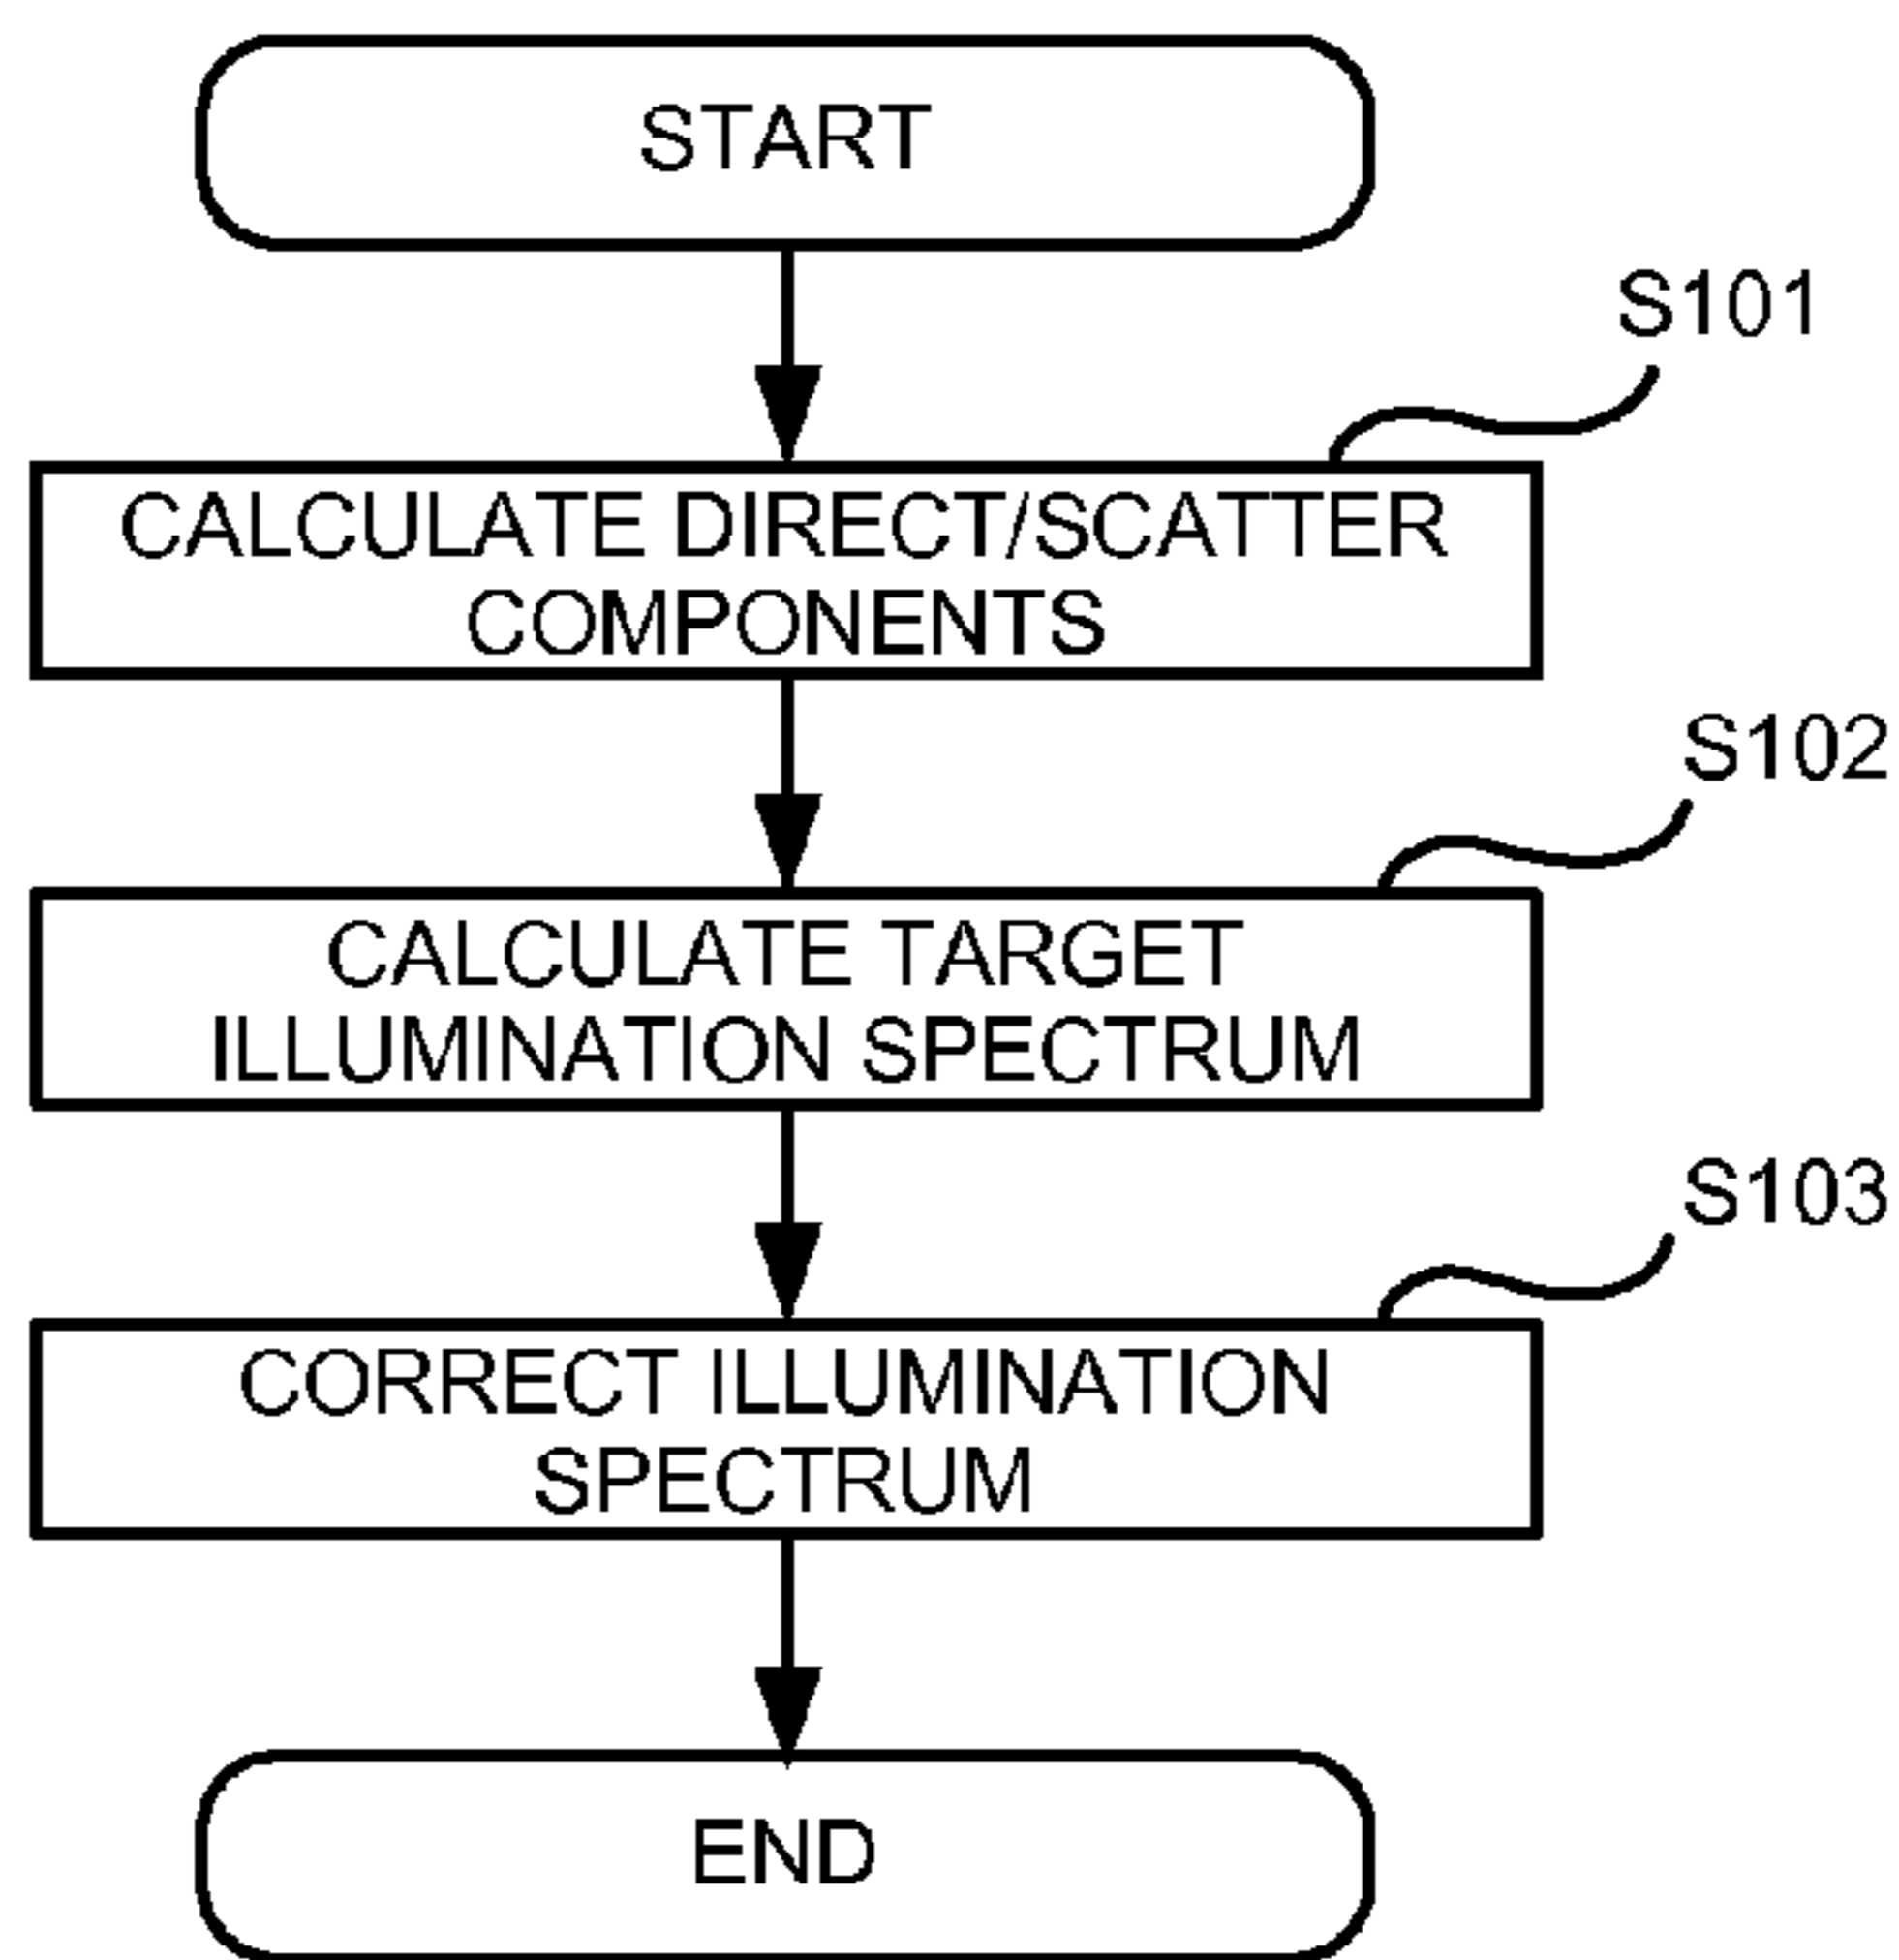 START
S101
CALCULATE DIRECT/SCATTER
COMPONENTS
S102
CALCULATE TARGET
ILLUMINATION SPECTRUM
S103
CORRECT ILLUMINATION
SPECTRUM
END